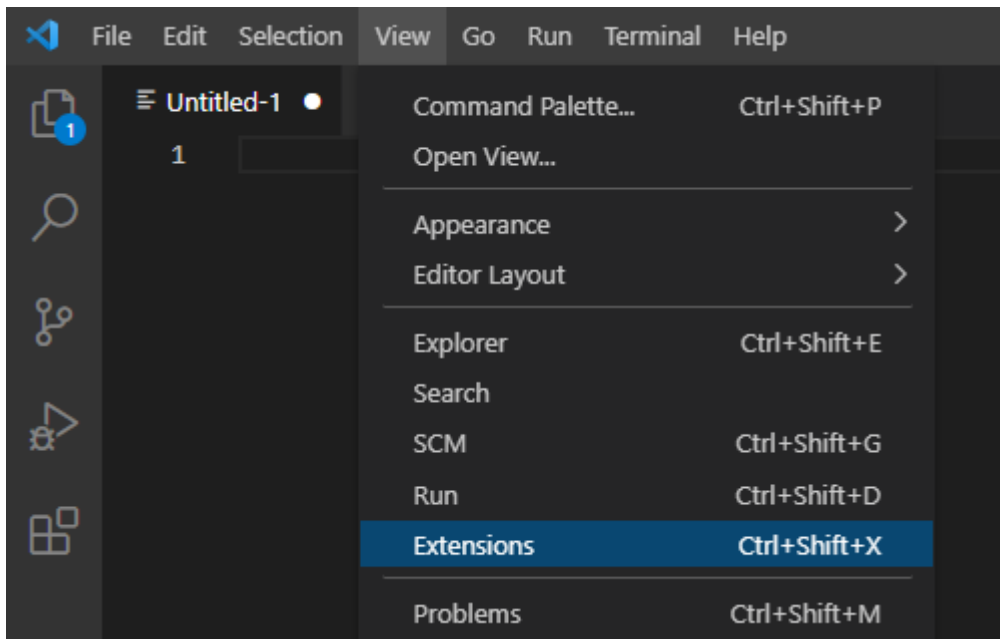 File Edit Selection View Go Run Terminal Help
Untitled-1
1
1
Command Palette... Ctrl+Shift+P
Open View...
Appearance
Editor Layout
Explorer Ctrl+Shift+E
Search
SCM Ctrl+Shift+G
Run Ctrl+Shift+D
Extensions Ctrl+Shift+X
Problems Ctrl+Shift+M